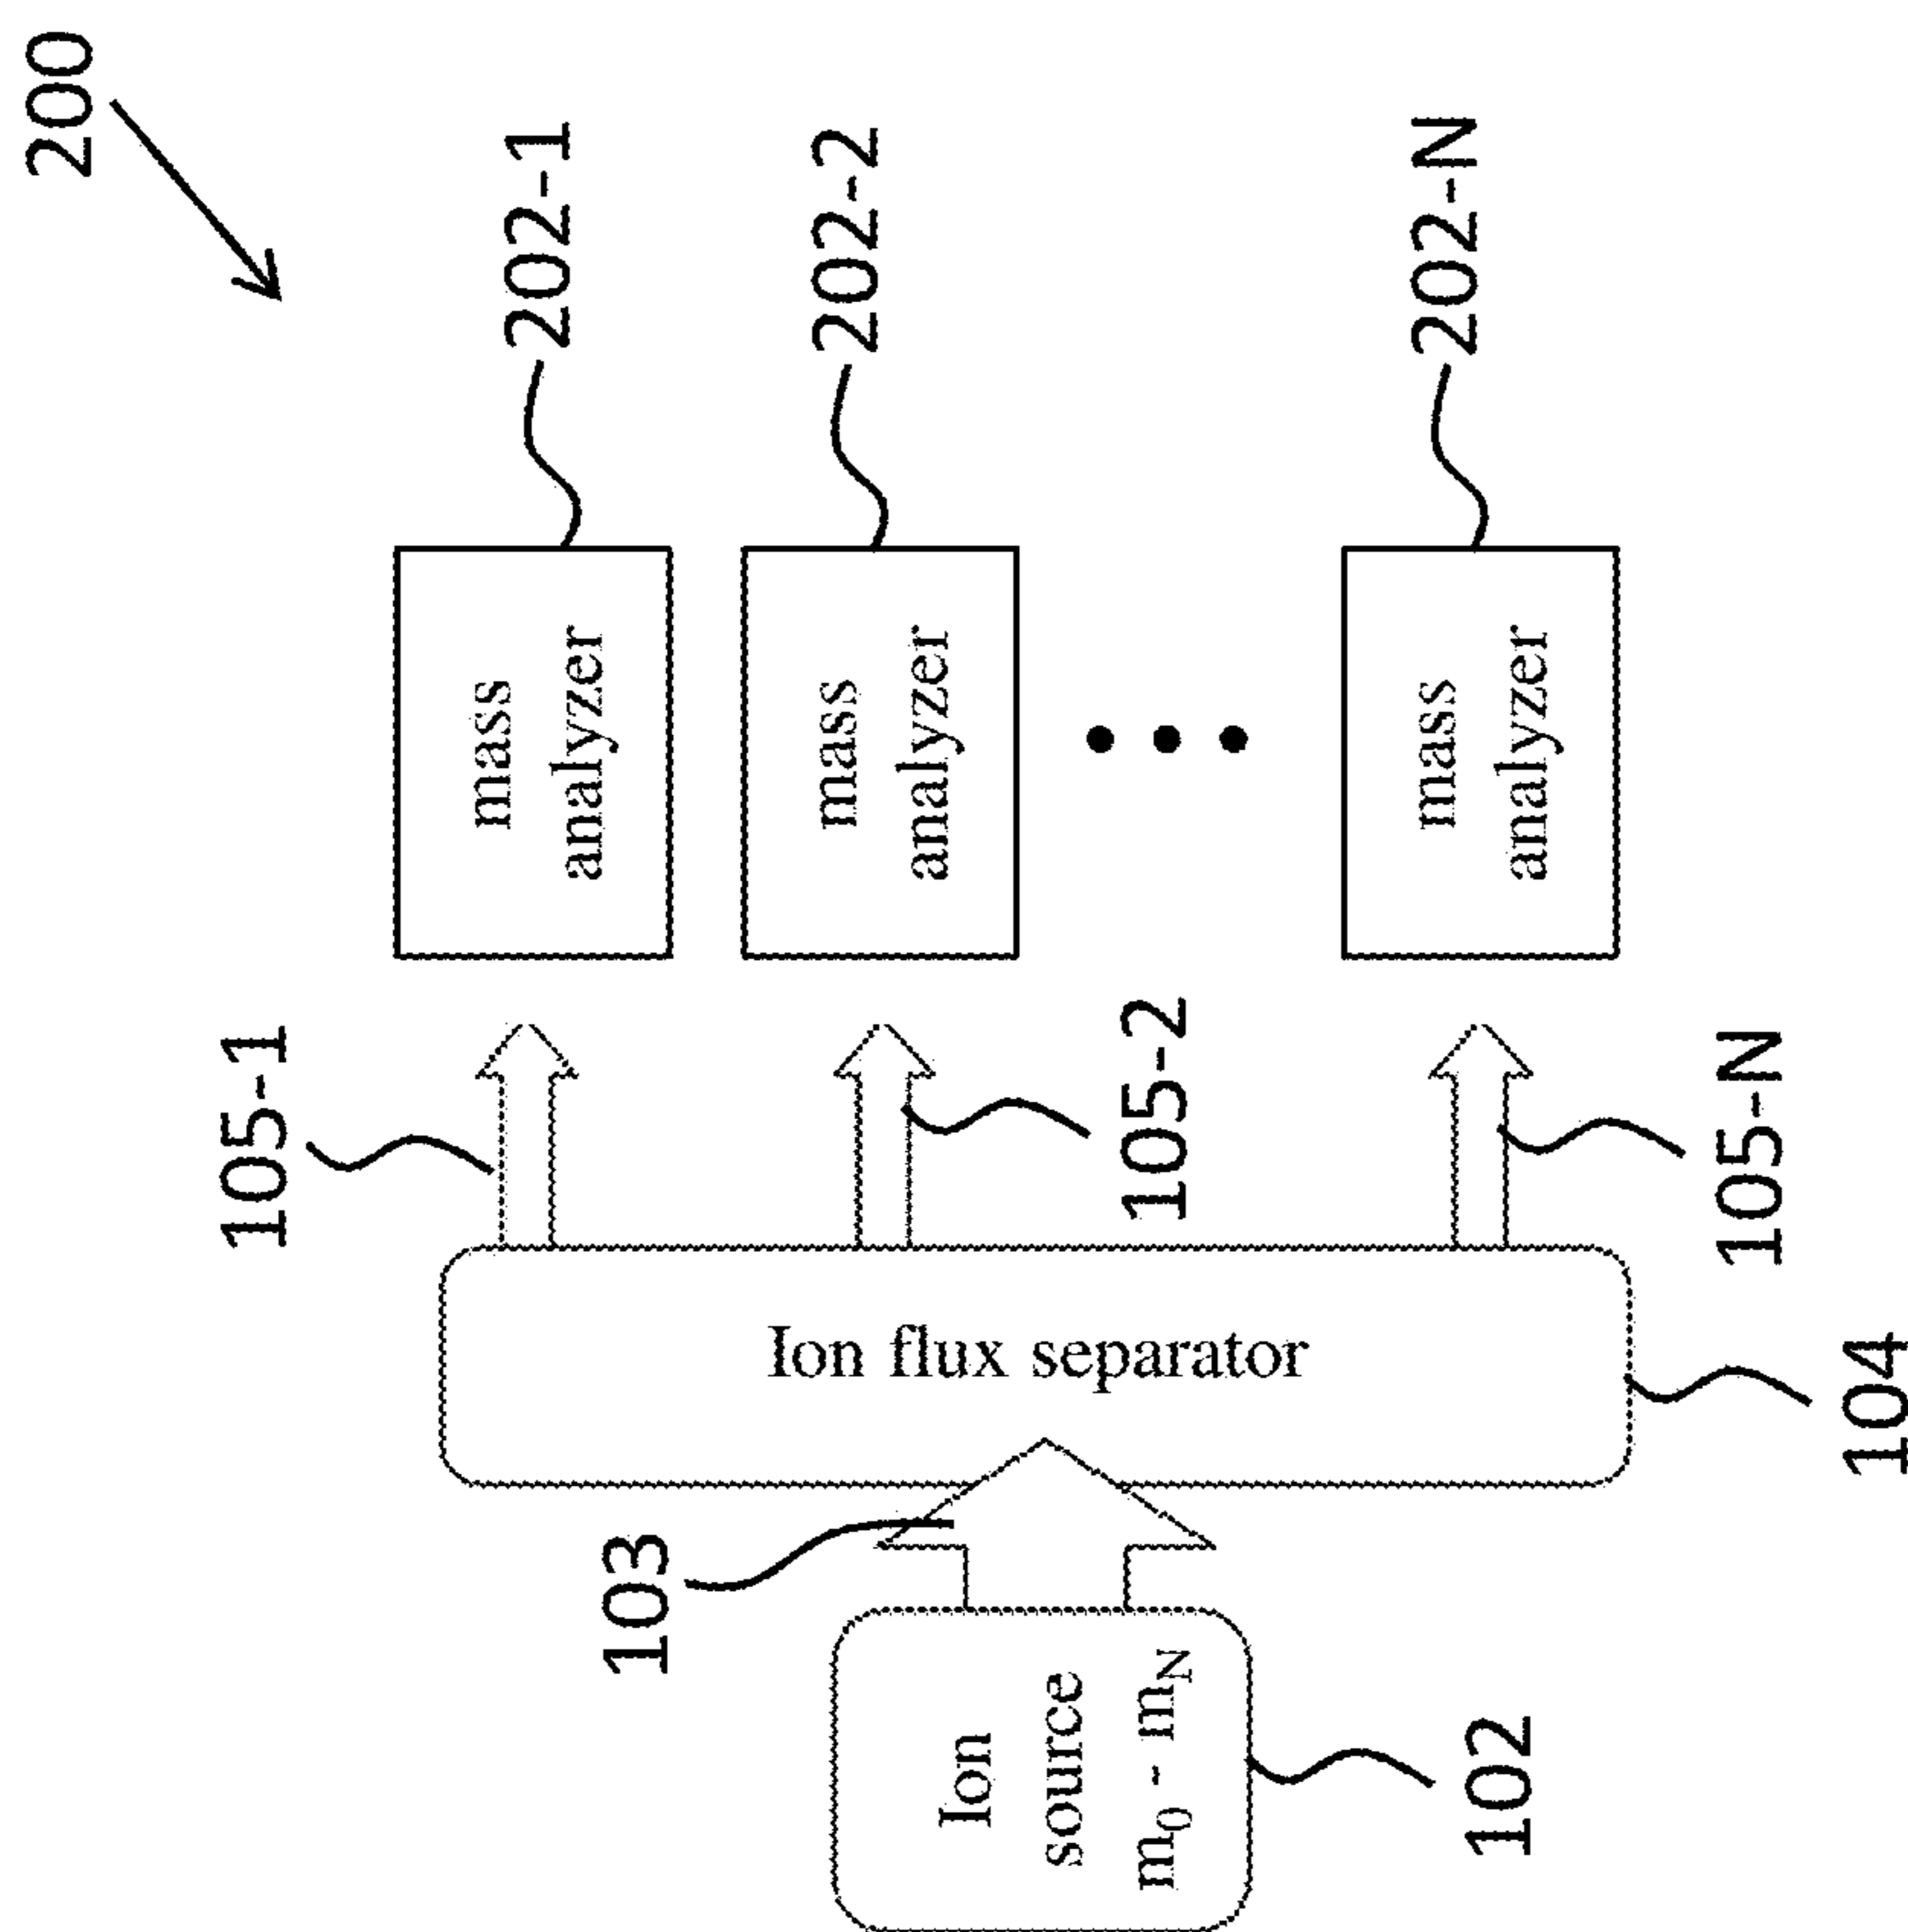 200
202-1
202-2
202-N
mass
analyzer
mass
analyzer
mass
analyzer
105-1
105-2
105-N
Ion flux separator
104
103
Ion
source
m₀ - m_N
102